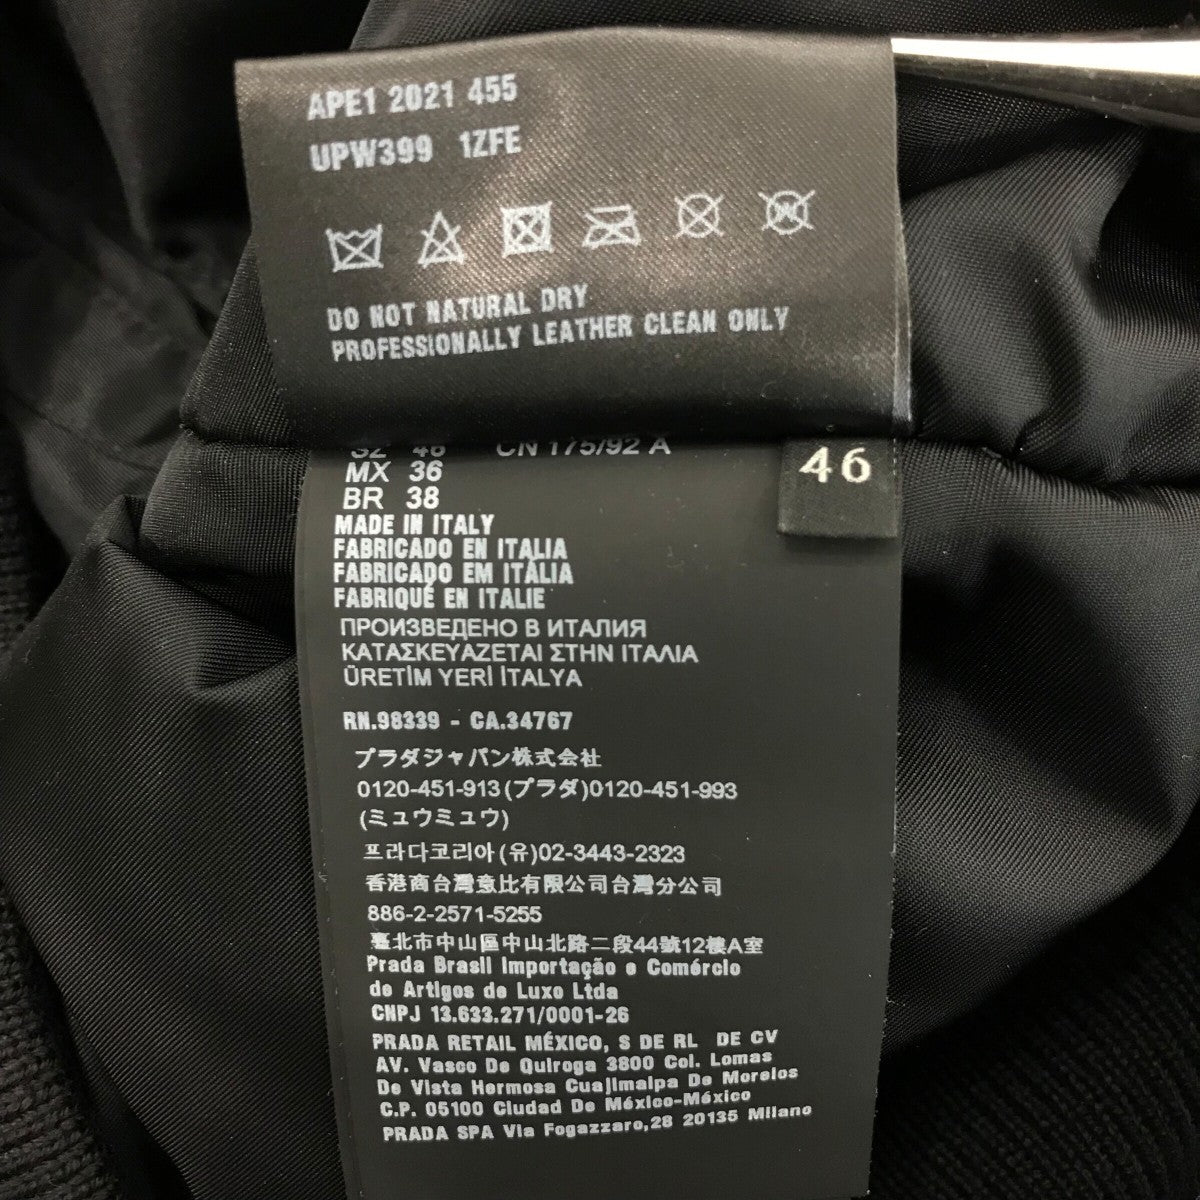 APE1 2021 455
UPW399 1ZFE
DO NOT NATURAL DRY
PROFESSIONALLY LEATHER CLEAN ONLY
46 CN 175/92 A
46
MX 36
BR 38
MADE IN ITALY
FABRICADO EN ITALIA
FABRICADO EM ITÁLIA
FABRIQUÉ EN ITALIE
ПРОИЗВЕДЕНО В ИТАЛИЯ
ΚΑΤΑΣΚΕΥΑΖΕΤΑΙ ΣΤΗΝ ΙΤΑΛΙΑ
ÜRETİM YERİ İTALYA
RN.98339 - CA.34767
プラダジャパン株式会社
0120-451-913(プラダ)0120-451-993
(ミュウミュウ)
프라다코리아(유)02-3443-2323
香港商台灣意比有限公司台灣分公司
886-2-2571-5255
臺北市中山區中山北路二段44號12樓A室
Prada Brasil Importação e Comércio
de Artigos de Luxo Ltda
CNPJ 13.633.271/0001-26
PRADA RETAIL MÉXICO, S DE RL DE CV
AV. Vasco De Quiroga 3800 Col. Lomas
De Vista Hermosa Cuajimalpa De Morelos
C.P. 05100 Ciudad De México-México
PRADA SPA Via Fogazzaro,28 20135 Milano